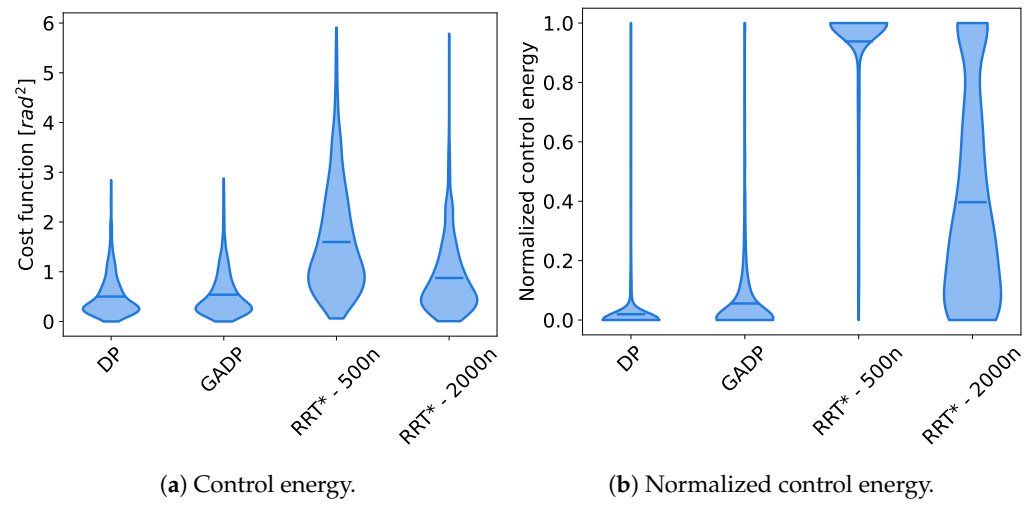 Cost function [rad²]
6
5
4
3
2
1
0
DP
GADP
RRT* - 500n
RRT* - 2000n
(a) Control energy.
Normalized control energy
1.0
0.8
0.6
0.4
0.2
0.0
DP
GADP
RRT* - 500n
RRT* - 2000n
(b) Normalized control energy.